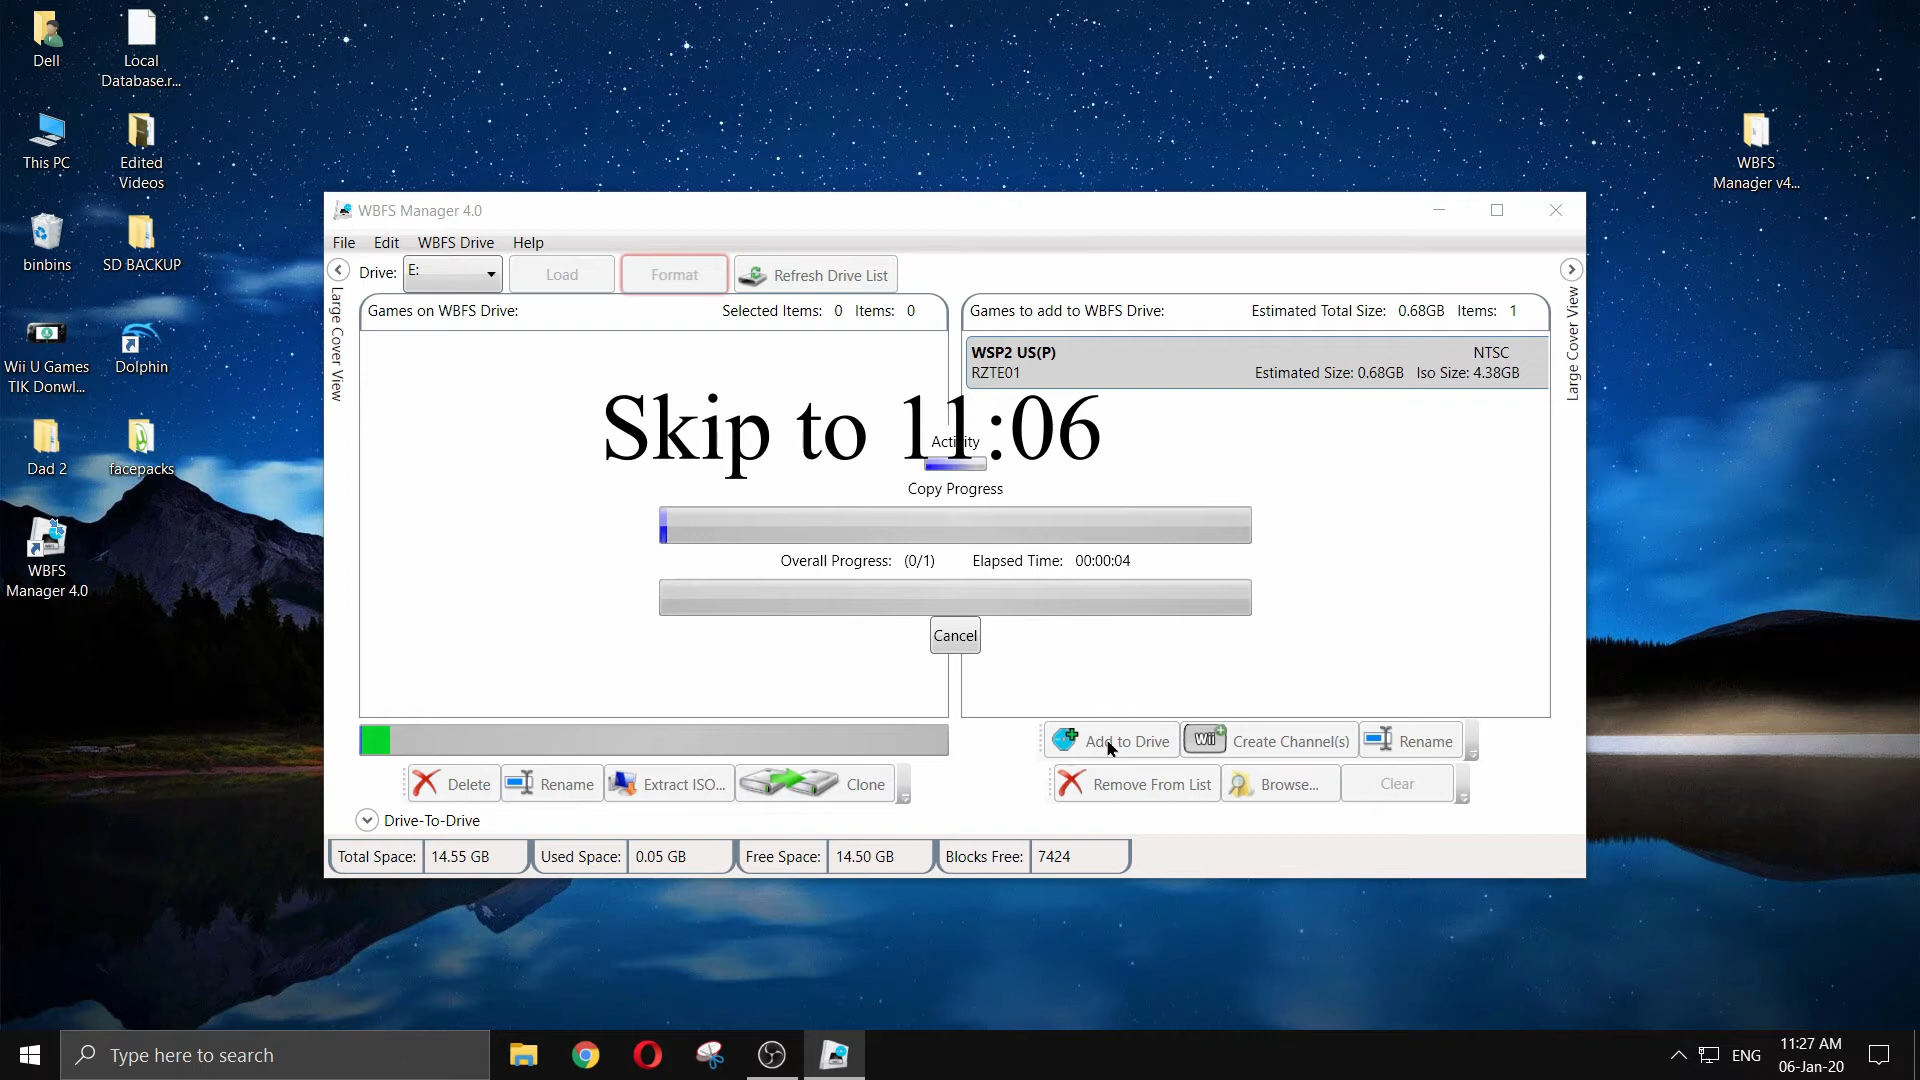 Dell
Local
Database.r...
This PC
Edited
Videos
binbins
SD BACKUP
Wii U Games
TIK Donwl...
Dolphin
Dad 2
facepacks
WBFS
Manager 4.0
WBFS
Manager v4...
WBFS Manager 4.0
File Edit WBFS Drive Help
Drive: E: Load Format Refresh Drive List
Large Cover View
Games on WBFS Drive: Selected Items: 0 Items: 0
Games to add to WBFS Drive: Estimated Total Size: 0.68GB Items: 1
WSP2 US(P) NTSC
RZTE01 Estimated Size: 0.68GB Iso Size: 4.38GB
Large Cover View
Skip to 11:06
Activity
Copy Progress
Overall Progress: (0/1) Elapsed Time: 00:00:04
Cancel
Add to Drive Wii Create Channel(s) Rename
Delete Rename Extract ISO... Clone
Remove From List Browse... Clear
Drive-To-Drive
Total Space: 14.55 GB Used Space: 0.05 GB Free Space: 14.50 GB Blocks Free: 7424
Type here to search
ENG
11:27 AM
06-Jan-20